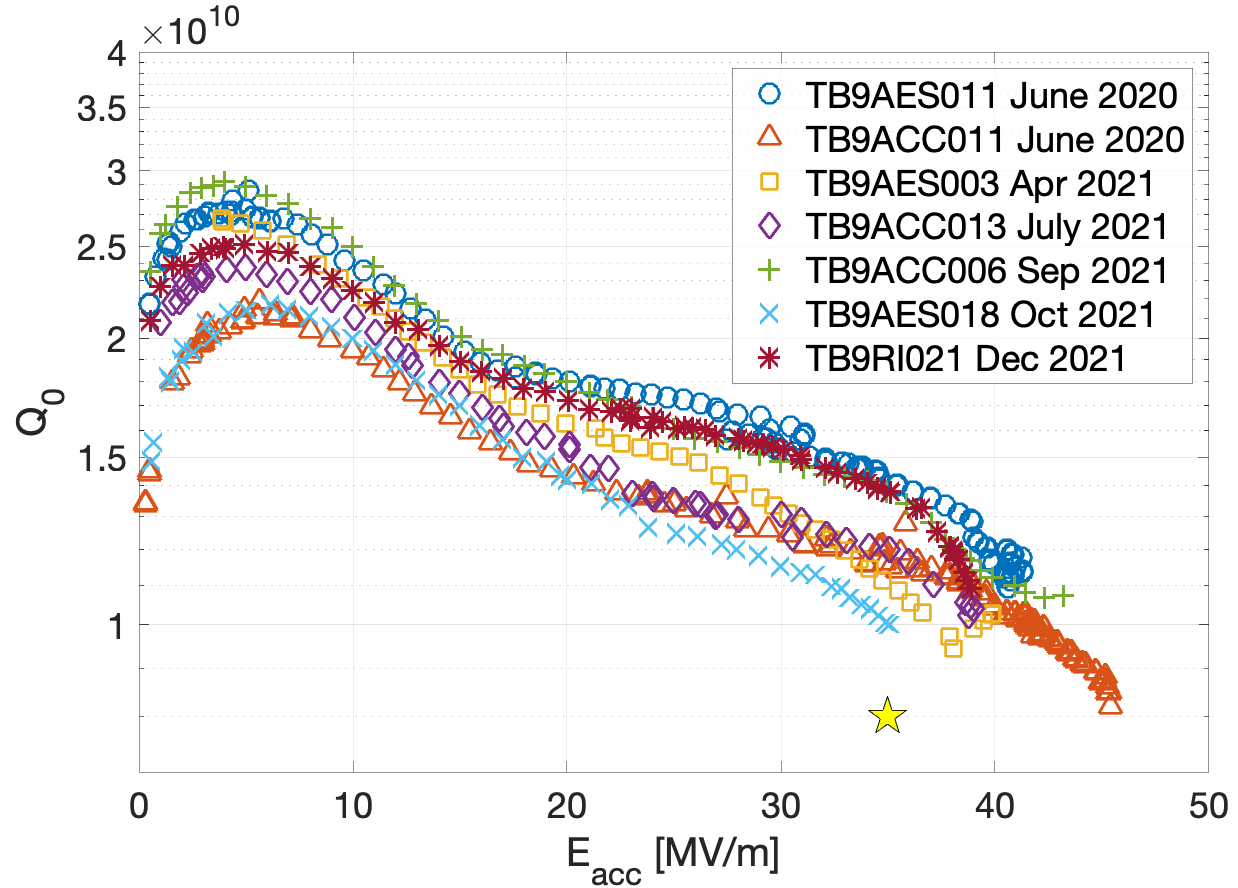 ×10^10
4
3.5
3
2.5
2
1.5
1
Q_0
0 10 20 30 40 50
E_acc [MV/m]
TB9AES011 June 2020
TB9ACC011 June 2020
TB9AES003 Apr 2021
TB9ACC013 July 2021
TB9ACC006 Sep 2021
TB9AES018 Oct 2021
TB9RI021 Dec 2021